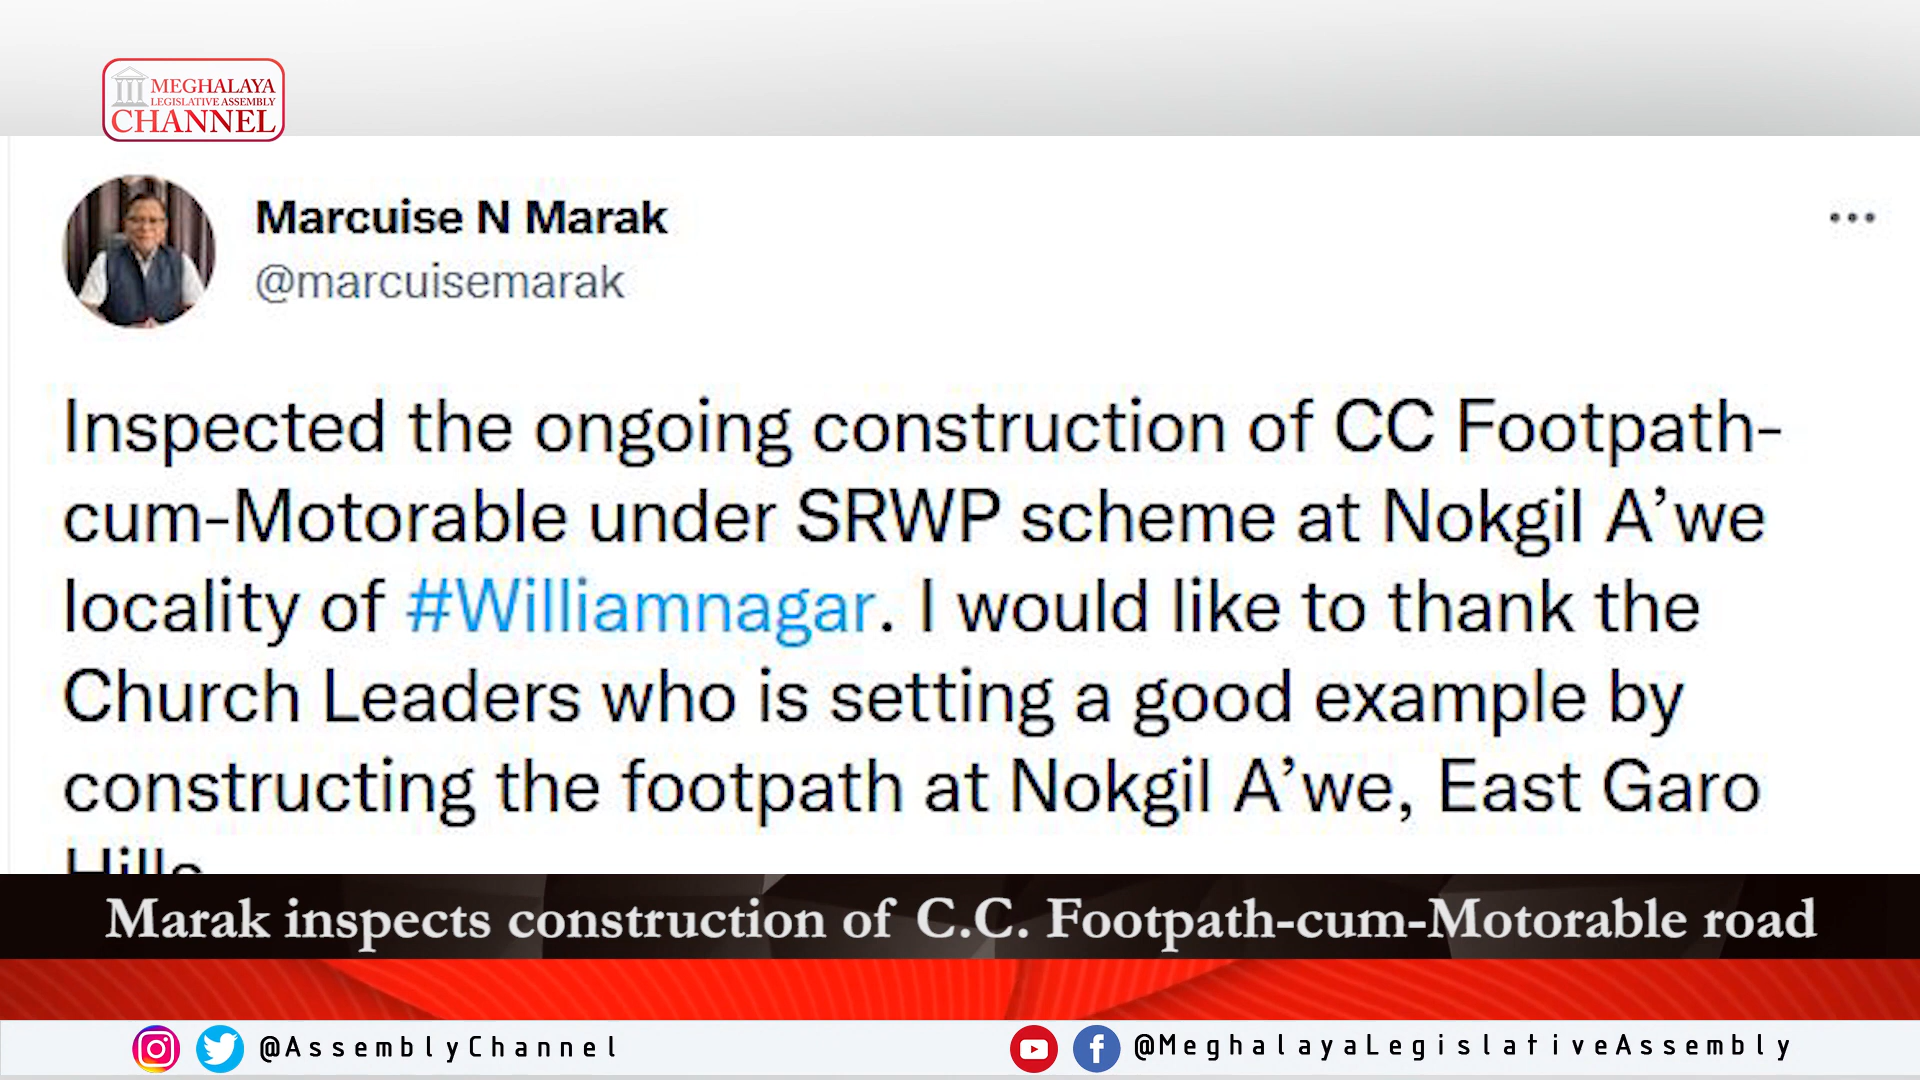 MEGHALAYA
LEGISLATIVE ASSEMBLY
CHANNEL
Marcuise N Marak
@marcuisemarak
Inspected the ongoing construction of CC Footpath-
cum-Motorable under SRWP scheme at Nokgil A’we
locality of #Williamnagar. I would like to thank the
Church Leaders who is setting a good example by
constructing the footpath at Nokgil A’we, East Garo
Hills
Marak inspects construction of C.C. Footpath-cum-Motorable road
@AssemblyChannel
@MeghalayaLegislativeAssembly